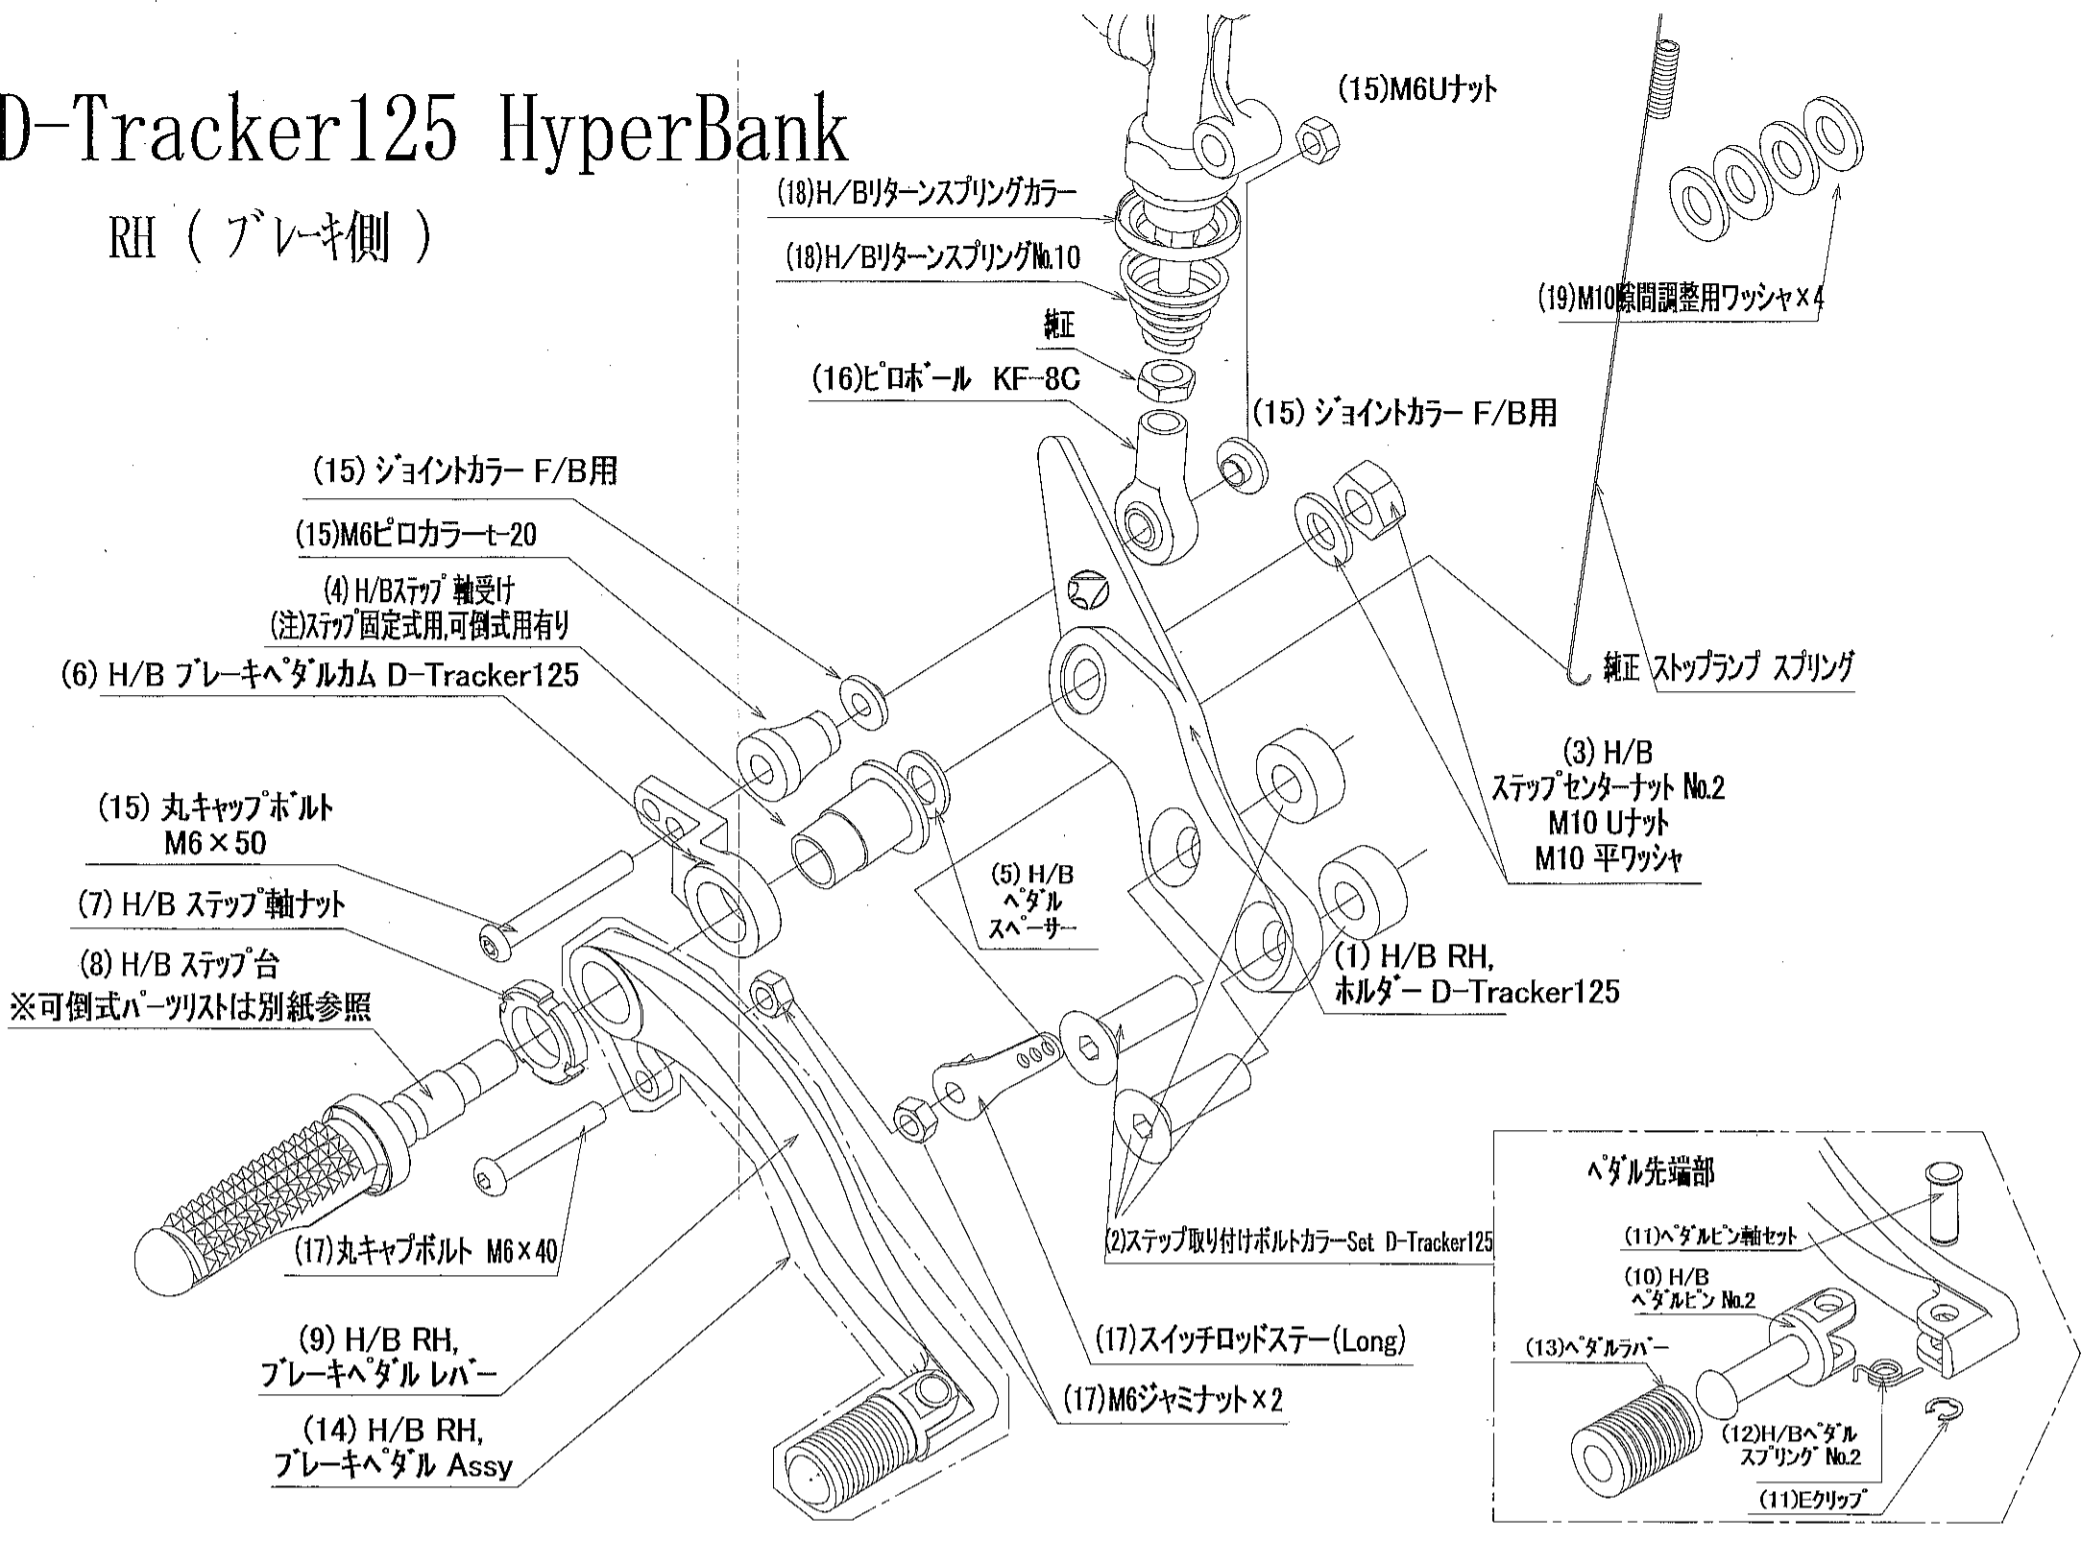 D-Tracker125 HyperBank
RH ( ブレーキ側 )
(15)M6Uナット
(18)H/Bリターンスプリングカラー
(18)H/Bリターンスプリング№10
純正
(16)ピロボール KF-8C
(19)M10隙間調整用ワッシャ×4
(15) ジョイントカラー F/B用
(15) ジョイントカラー F/B用
(15)M6ピロカラーt-20
(4) H/Bステップ 軸受け
(注)ステップ固定式用,可倒式用有り
(6) H/B ブレーキペダルカム D-Tracker125
純正 ストップランプ スプリング
(3) H/B
ステップセンターナット №2
M10 Uナット
M10 平ワッシャ
(15) 丸キャップボルト
M6×50
(7) H/B ステップ軸ナット
(8) H/B ステップ台
※可倒式パーツリストは別紙参照
(5) H/B
ペダル
スペーサー
(1) H/B RH,
ホルダー D-Tracker125
(17)丸キャプボルト M6×40
(2)ステップ取り付けボルトカラーSet D-Tracker125
(9) H/B RH,
ブレーキペダル レバー
(14) H/B RH,
ブレーキペダル Assy
(17)スイッチロッドステー(Long)
(17)M6ジャミナット×2
ペダル先端部
(11)ペダルピン軸セット
(10) H/B
ペダルピン №2
(13)ペダルラバー
(12)H/Bペダル
スプリング №2
(11)Eクリップ